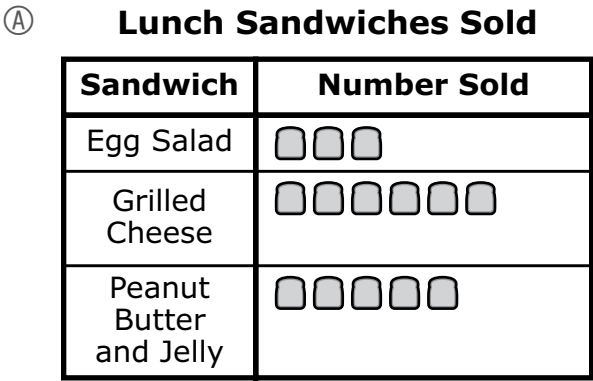 Ⓐ Lunch Sandwiches Sold
Sandwich Number Sold
Egg Salad
Grilled
Cheese
Peanut
Butter
and Jelly